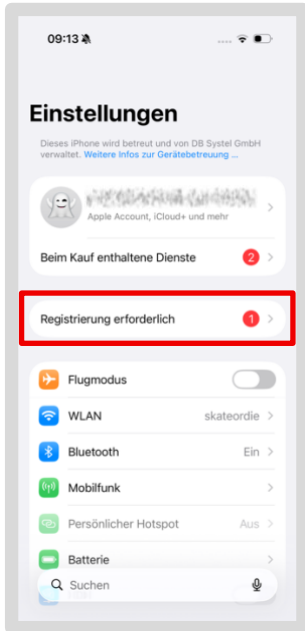 09:13
Einstellungen
Dieses iPhone wird betreut und von DB Systel GmbH
verwaltet. Weitere Infos zur Gerätebetreuung ...
Apple Account, iCloud+ und mehr
Beim Kauf enthaltene Dienste 2
Registrierung erforderlich 1
Flugmodus
WLAN skateordie
Bluetooth Ein
Mobilfunk
Persönlicher Hotspot Aus
Batterie
Suchen